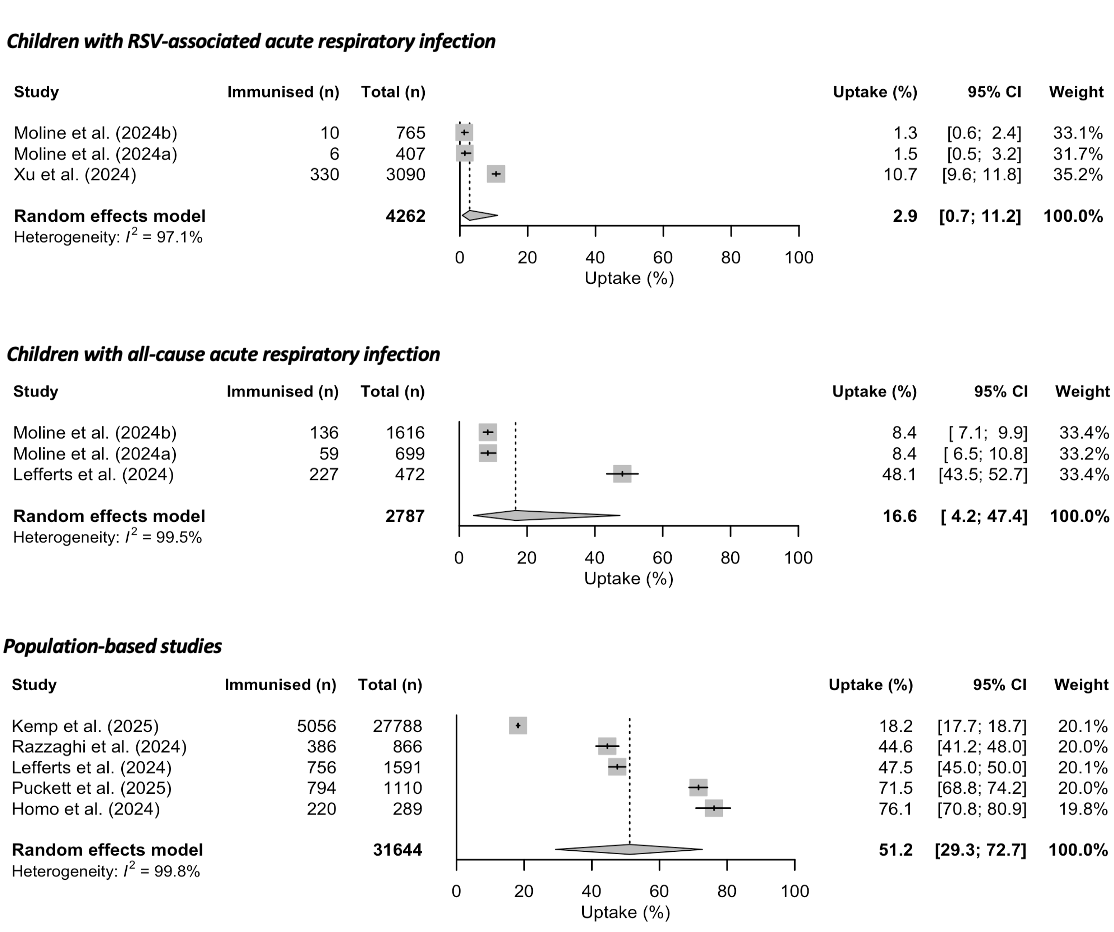 Children with RSV-associated acute respiratory infection
Study Immunised (n) Total (n) Uptake (%) 95% CI Weight
Moline et al. (2024b) 10 765 1.3 [0.6; 2.4] 33.1%
Moline et al. (2024a) 6 407 1.5 [0.5; 3.2] 31.7%
Xu et al. (2024) 330 3090 10.7 [9.6; 11.8] 35.2%
Random effects model 4262 2.9 [0.7; 11.2] 100.0%
Heterogeneity: I² = 97.1%
0 20 40 60 80 100
Uptake (%)
Children with all-cause acute respiratory infection
Study Immunised (n) Total (n) Uptake (%) 95% CI Weight
Moline et al. (2024b) 136 1616 8.4 [ 7.1; 9.9] 33.4%
Moline et al. (2024a) 59 699 8.4 [ 6.5; 10.8] 33.2%
Lefferts et al. (2024) 227 472 48.1 [43.5; 52.7] 33.4%
Random effects model 2787 16.6 [ 4.2; 47.4] 100.0%
Heterogeneity: I² = 99.5%
0 20 40 60 80 100
Uptake (%)
Population-based studies
Study Immunised (n) Total (n) Uptake (%) 95% CI Weight
Kemp et al. (2025) 5056 27788 18.2 [17.7; 18.7] 20.1%
Razzaghi et al. (2024) 386 866 44.6 [41.2; 48.0] 20.0%
Lefferts et al. (2024) 756 1591 47.5 [45.0; 50.0] 20.1%
Puckett et al. (2025) 794 1110 71.5 [68.8; 74.2] 20.0%
Homo et al. (2024) 220 289 76.1 [70.8; 80.9] 19.8%
Random effects model 31644 51.2 [29.3; 72.7] 100.0%
Heterogeneity: I² = 99.8%
0 20 40 60 80 100
Uptake (%)